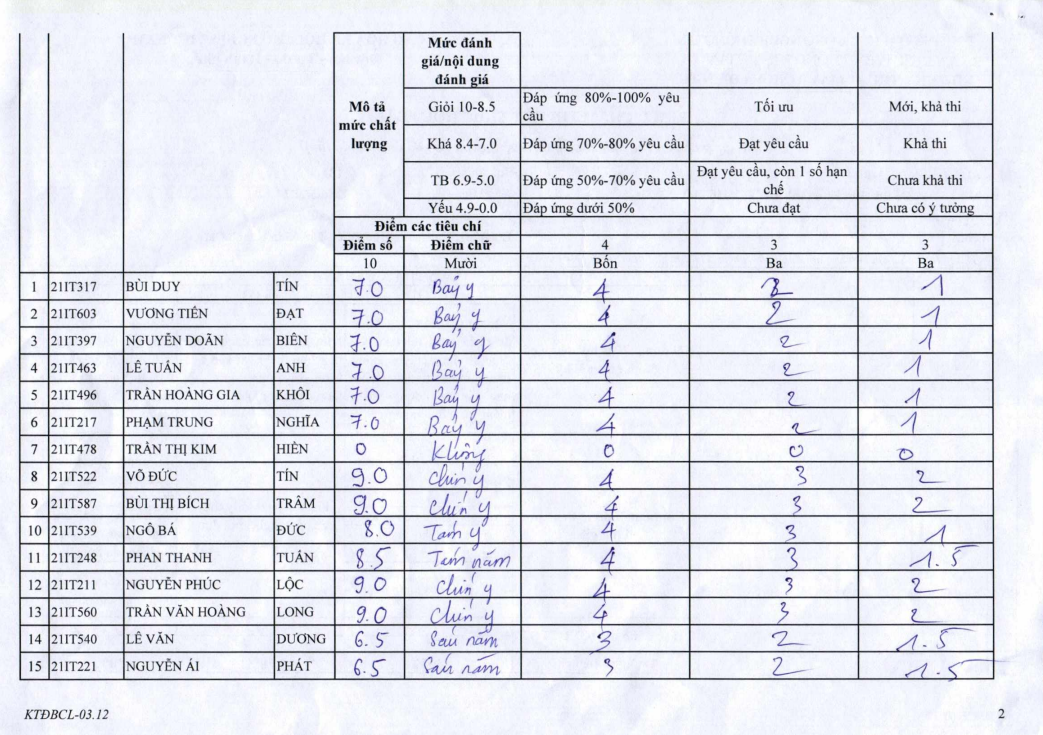 Mức đánh
giá/nội dung
đánh giá
Mô tả
mức chất
lượng
Giỏi 10-8.5 Đáp ứng 80%-100% yêu cầu Tối ưu Mới, khả thi
Khá 8.4-7.0 Đáp ứng 70%-80% yêu cầu Đạt yêu cầu Khả thi
TB 6.9-5.0 Đáp ứng 50%-70% yêu cầu Đạt yêu cầu, còn 1 số hạn chế Chưa khả thi
Yếu 4.9-0.0 Đáp ứng dưới 50% Chưa đạt Chưa có ý tưởng
Điểm các tiêu chí
Điểm số Điểm chữ 4 3 3
10 Mười Bốn Ba Ba
1 21IT317 BÙI DUY TÍN 7.0 Bảy y 4 2 1
2 21IT603 VƯƠNG TIẾN ĐẠT 7.0 Bảy y 4 2 1
3 21IT397 NGUYỄN DOÃN BIÊN 7.0 Bảy y 4 2 1
4 21IT463 LÊ TUẤN ANH 7.0 Bảy y 4 2 1
5 21IT496 TRẦN HOÀNG GIA KHÔI 7.0 Bảy y 4 2 1
6 21IT217 PHẠM TRUNG NGHĨA 7.0 Bảy y 4 2 1
7 21IT478 TRẦN THỊ KIM HIỀN 0 Không 0 0 0
8 21IT522 VÕ ĐỨC TÍN 9.0 Chín y 4 3 2
9 21IT587 BÙI THỊ BÍCH TRÂM 9.0 Chín y 4 3 2
10 21IT539 NGÔ BÁ ĐỨC 8.0 Tám y 4 3 1
11 21IT248 PHAN THANH TUẤN 8.5 Tám năm 4 3 1.5
12 21IT211 NGUYỄN PHÚC LỘC 9.0 Chín y 4 3 2
13 21IT560 TRẦN VĂN HOÀNG LONG 9.0 Chín y 4 3 2
14 21IT540 LÊ VĂN DƯƠNG 6.5 Sáu năm 3 2 1.5
15 21IT221 NGUYỄN ÁI PHÁT 6.5 Sáu năm 3 2 1.5
KTĐBCL-03.12 2